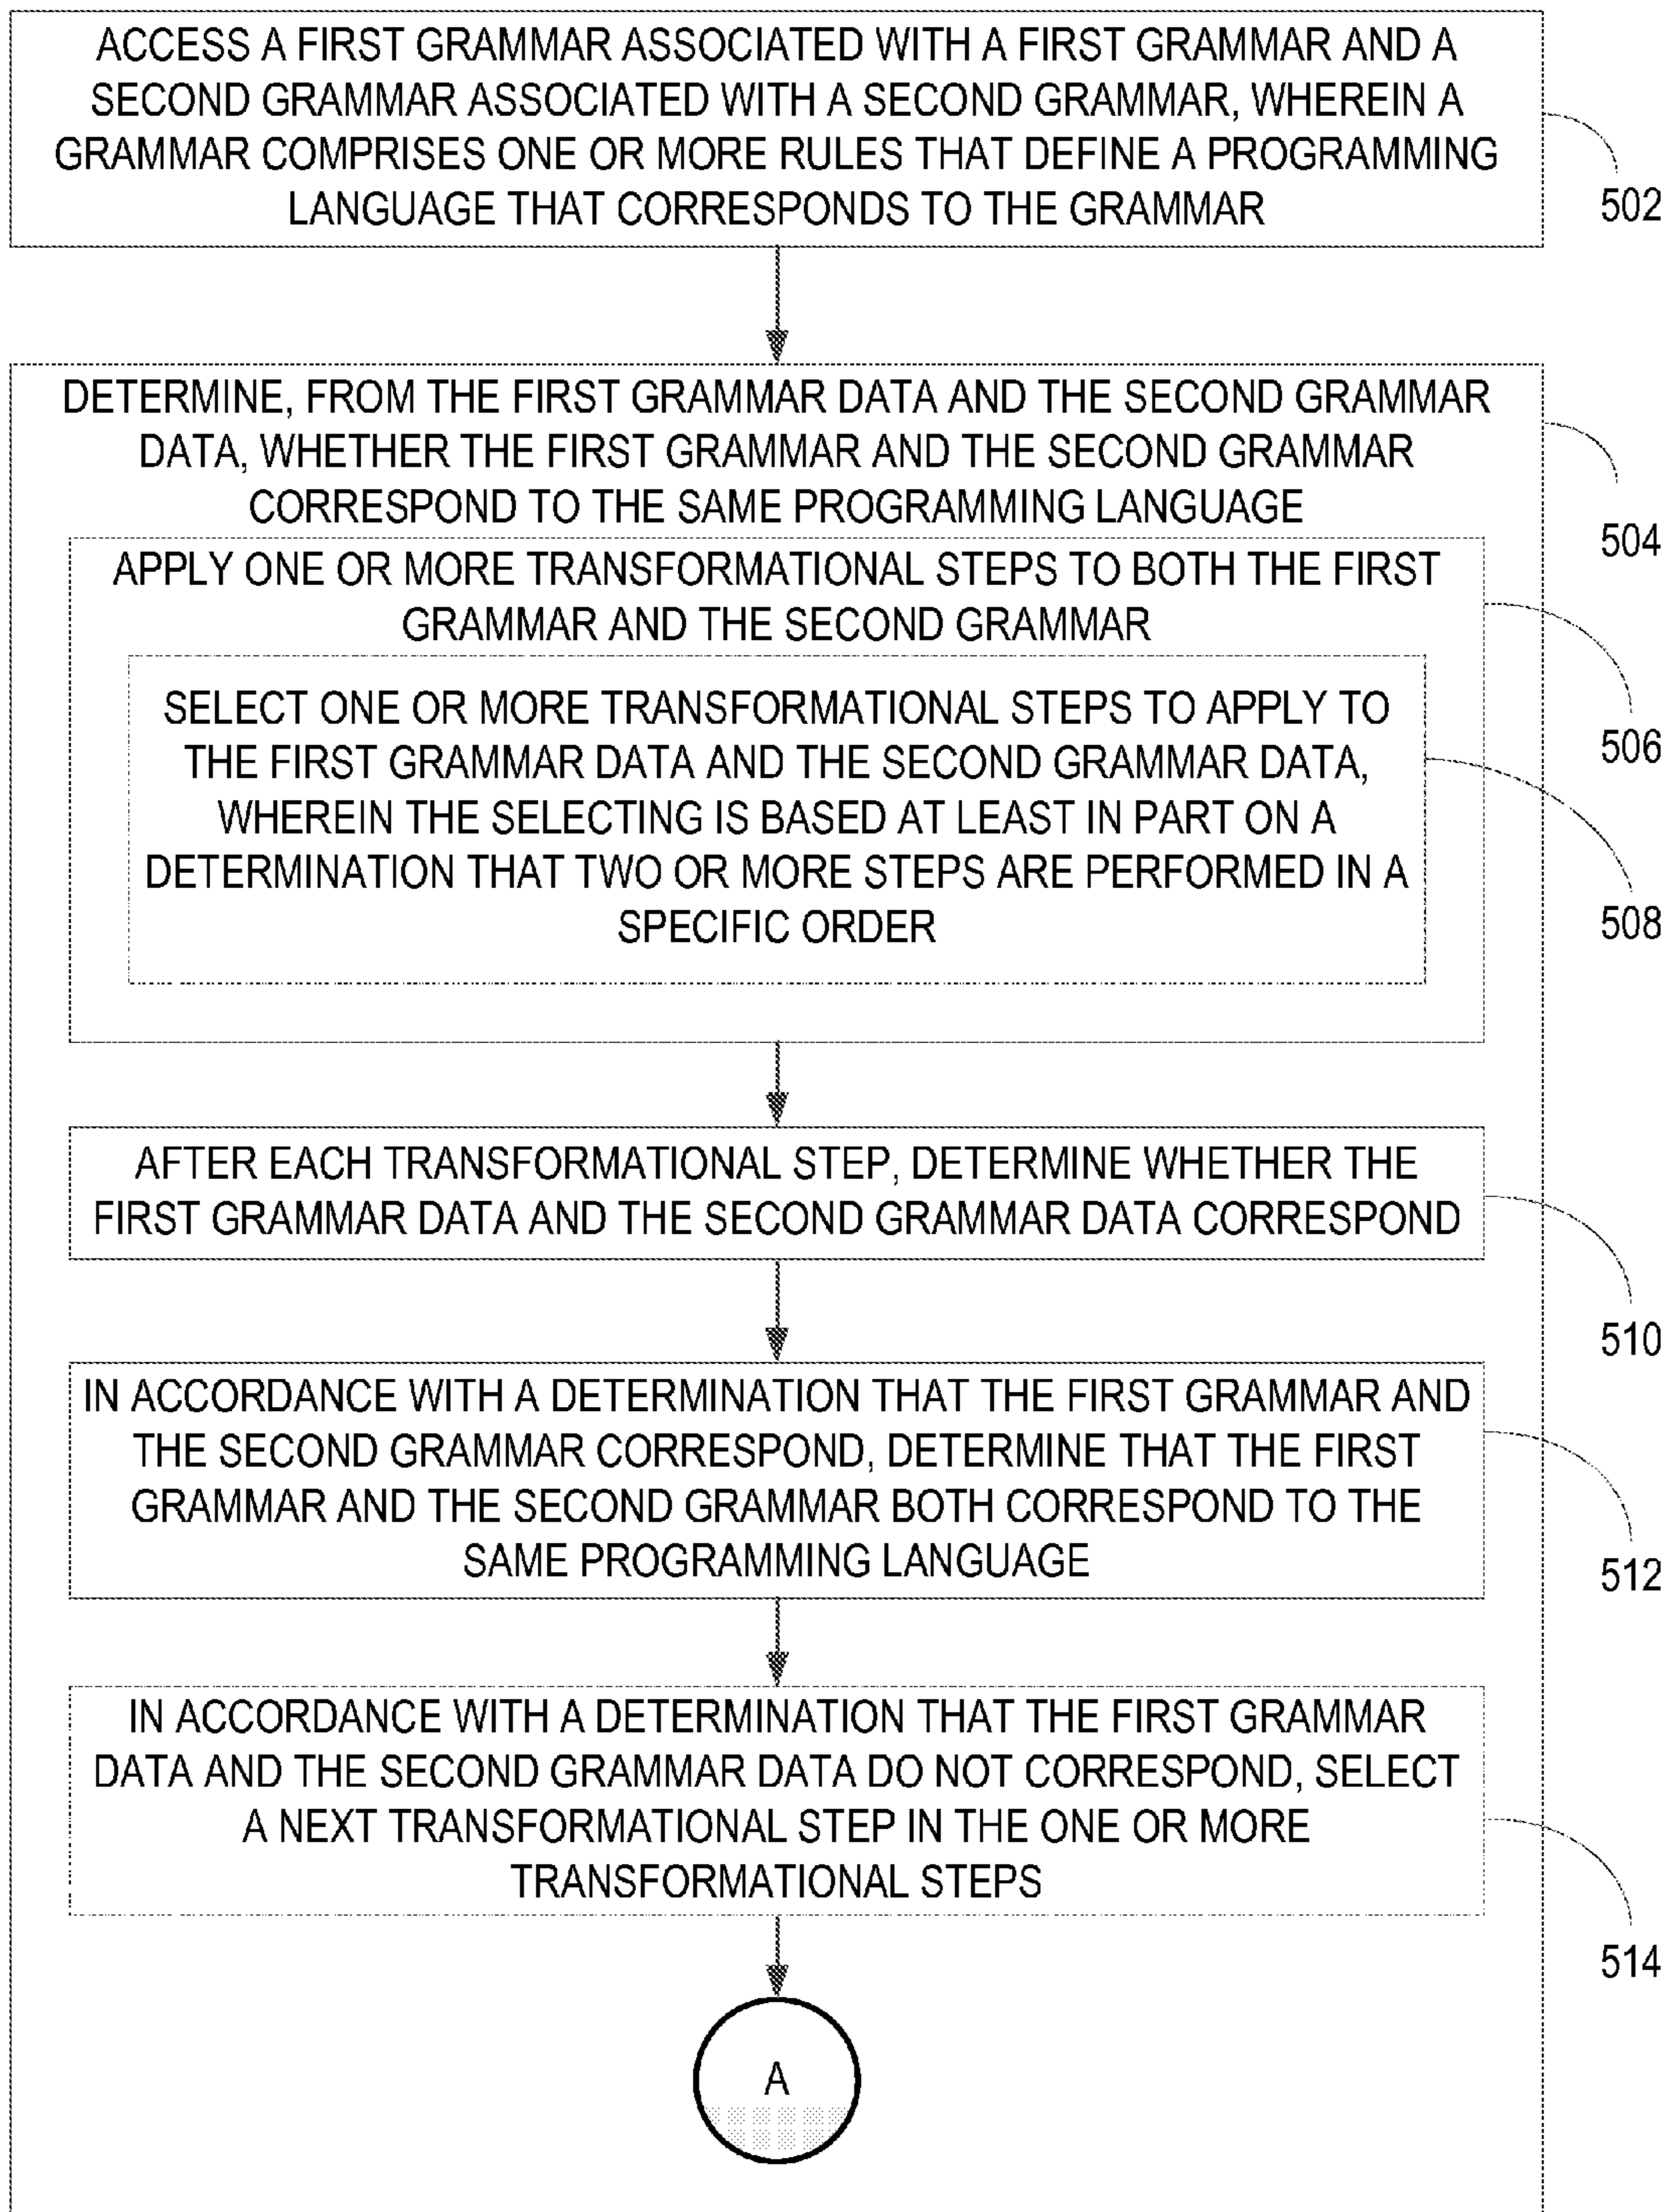 ACCESS A FIRST GRAMMAR ASSOCIATED WITH A FIRST GRAMMAR AND A
SECOND GRAMMAR ASSOCIATED WITH A SECOND GRAMMAR, WHEREIN A
GRAMMAR COMPRISES ONE OR MORE RULES THAT DEFINE A PROGRAMMING
LANGUAGE THAT CORRESPONDS TO THE GRAMMAR
502
DETERMINE, FROM THE FIRST GRAMMAR DATA AND THE SECOND GRAMMAR
DATA, WHETHER THE FIRST GRAMMAR AND THE SECOND GRAMMAR
CORRESPOND TO THE SAME PROGRAMMING LANGUAGE
504
APPLY ONE OR MORE TRANSFORMATIONAL STEPS TO BOTH THE FIRST
GRAMMAR AND THE SECOND GRAMMAR
506
SELECT ONE OR MORE TRANSFORMATIONAL STEPS TO APPLY TO
THE FIRST GRAMMAR DATA AND THE SECOND GRAMMAR DATA,
WHEREIN THE SELECTING IS BASED AT LEAST IN PART ON A
DETERMINATION THAT TWO OR MORE STEPS ARE PERFORMED IN A
SPECIFIC ORDER
508
AFTER EACH TRANSFORMATIONAL STEP, DETERMINE WHETHER THE
FIRST GRAMMAR DATA AND THE SECOND GRAMMAR DATA CORRESPOND
510
IN ACCORDANCE WITH A DETERMINATION THAT THE FIRST GRAMMAR AND
THE SECOND GRAMMAR CORRESPOND, DETERMINE THAT THE FIRST
GRAMMAR AND THE SECOND GRAMMAR BOTH CORRESPOND TO THE
SAME PROGRAMMING LANGUAGE
512
IN ACCORDANCE WITH A DETERMINATION THAT THE FIRST GRAMMAR
DATA AND THE SECOND GRAMMAR DATA DO NOT CORRESPOND, SELECT
A NEXT TRANSFORMATIONAL STEP IN THE ONE OR MORE
TRANSFORMATIONAL STEPS
514
A